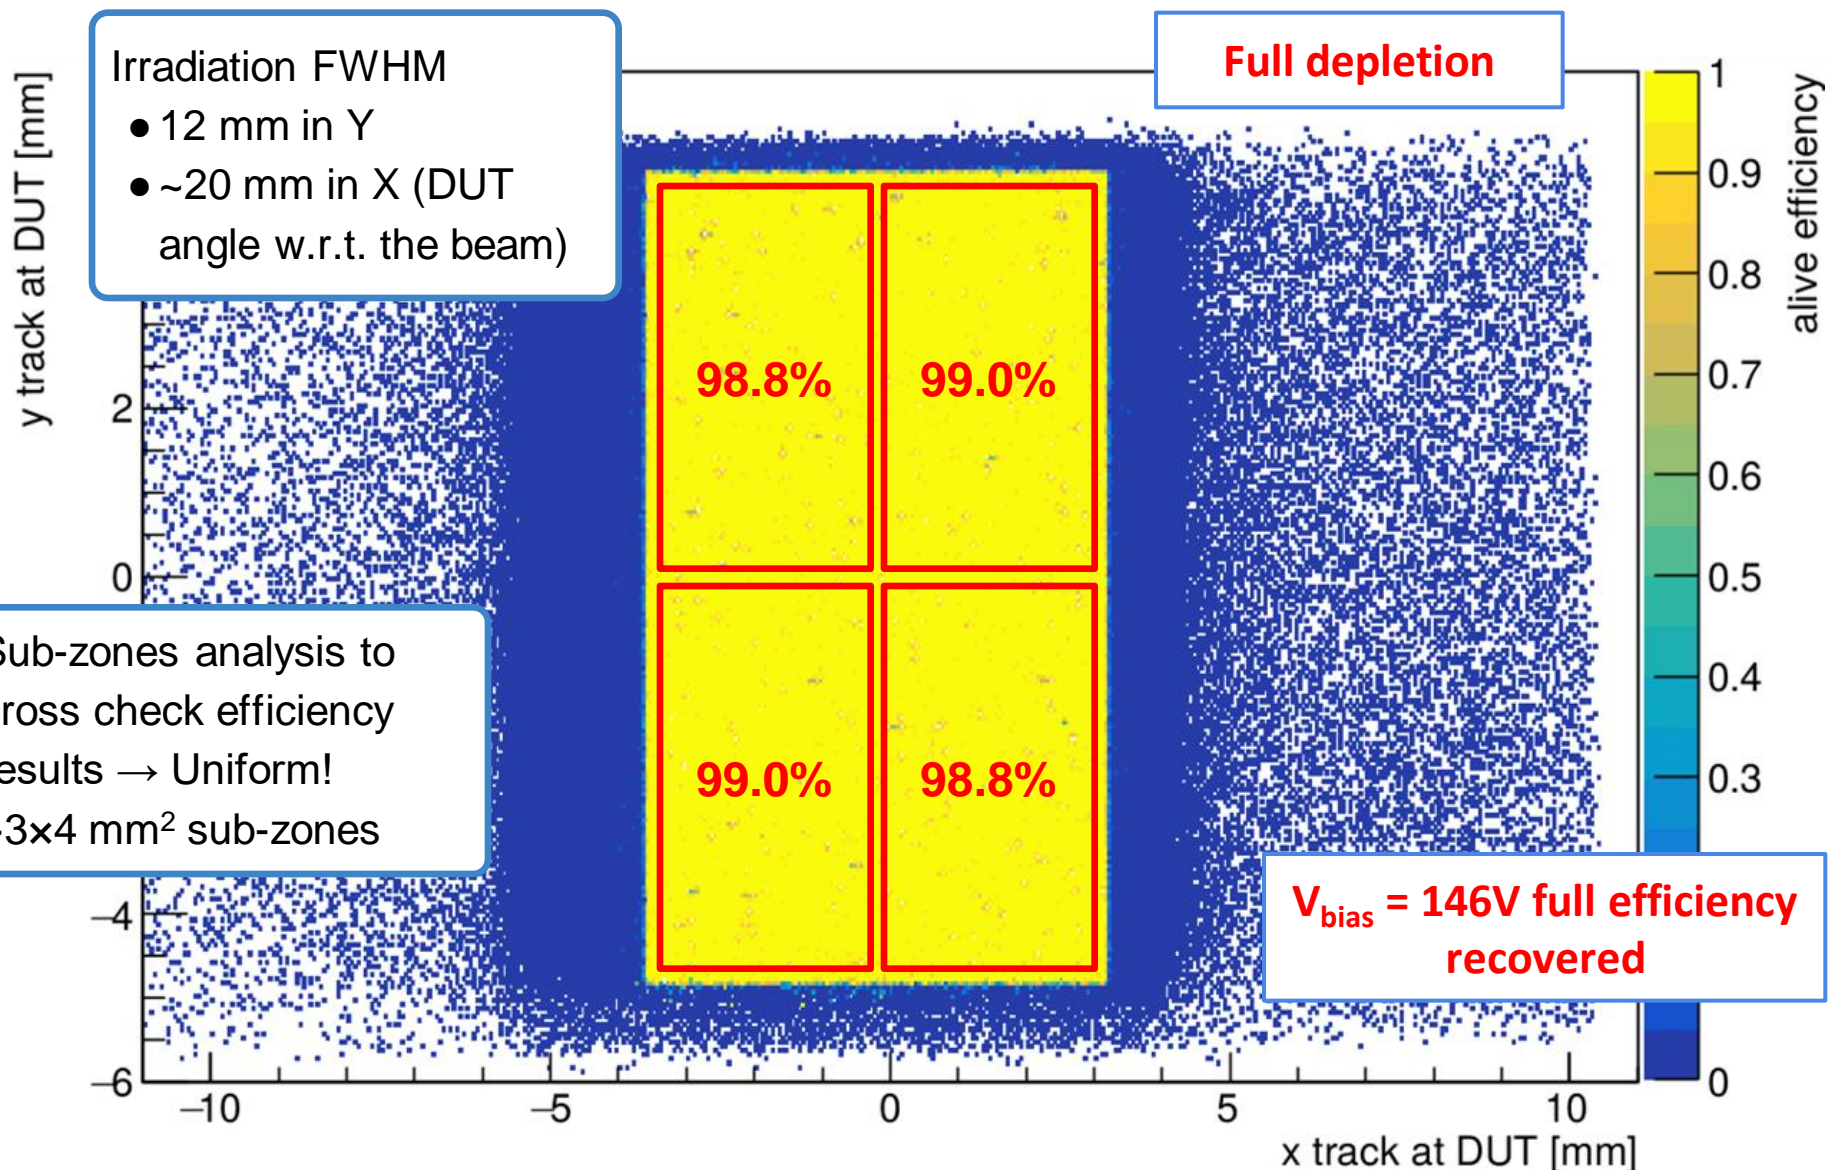 Irradiation FWHM
● 12 mm in Y
● ~20 mm in X (DUT
angle w.r.t. the beam)
Full depletion
y track at DUT [mm]
2
0
−4
−6
98.8%
99.0%
99.0%
98.8%
Sub-zones analysis to
ross check efficiency
esults → Uniform!
3×4 mm² sub-zones
V_bias = 146V full efficiency
recovered
1
0.9
0.8
0.7
0.6
0.5
0.4
0.3
0
alive efficiency
−10
−5
0
5
10
x track at DUT [mm]